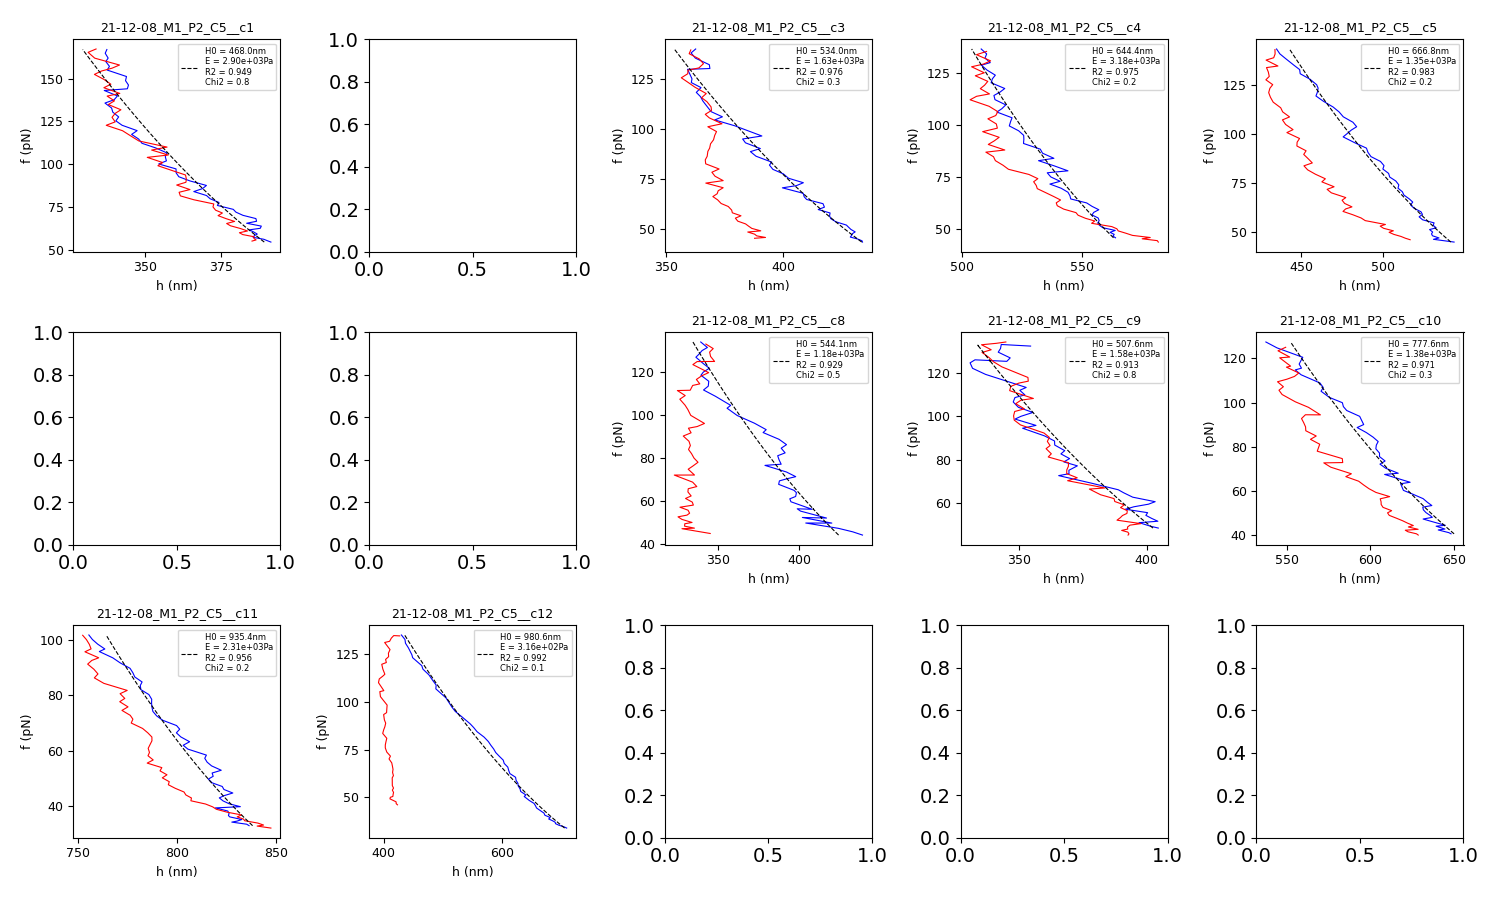 21-12-08_M1_P2_C5__c1
H0 = 468.0nm
E = 2.90e+03Pa
R2 = 0.949
Chi2 = 0.8
150
125
100
75
50
f (pN)
350
375
h (nm)
1.0
0.8
0.6
0.4
0.2
0.0
0.0
0.5
1.0
21-12-08_M1_P2_C5__c3
H0 = 534.0nm
E = 1.63e+03Pa
R2 = 0.976
Chi2 = 0.3
125
100
75
50
f (pN)
350
400
h (nm)
21-12-08_M1_P2_C5__c4
H0 = 644.4nm
E = 3.18e+03Pa
R2 = 0.975
Chi2 = 0.2
125
100
75
50
f (pN)
500
550
h (nm)
21-12-08_M1_P2_C5__c5
H0 = 666.8nm
E = 1.35e+03Pa
R2 = 0.983
Chi2 = 0.2
125
100
75
50
f (pN)
450
500
h (nm)
1.0
0.8
0.6
0.4
0.2
0.0
0.0
0.5
1.0
1.0
0.8
0.6
0.4
0.2
0.0
0.0
0.5
1.0
21-12-08_M1_P2_C5__c8
H0 = 544.1nm
E = 1.18e+03Pa
R2 = 0.929
Chi2 = 0.5
120
100
80
60
40
f (pN)
350
400
h (nm)
21-12-08_M1_P2_C5__c9
H0 = 507.6nm
E = 1.58e+03Pa
R2 = 0.913
Chi2 = 0.8
120
100
80
60
f (pN)
350
400
h (nm)
21-12-08_M1_P2_C5__c10
H0 = 777.6nm
E = 1.38e+03Pa
R2 = 0.971
Chi2 = 0.3
120
100
80
60
40
f (pN)
550
600
650
h (nm)
21-12-08_M1_P2_C5__c11
H0 = 935.4nm
E = 2.31e+03Pa
R2 = 0.956
Chi2 = 0.2
100
80
60
40
f (pN)
750
800
850
h (nm)
21-12-08_M1_P2_C5__c12
H0 = 980.6nm
E = 3.16e+02Pa
R2 = 0.992
Chi2 = 0.1
125
100
75
50
f (pN)
400
600
h (nm)
1.0
0.8
0.6
0.4
0.2
0.0
0.0
0.5
1.0
1.0
0.8
0.6
0.4
0.2
0.0
0.0
0.5
1.0
1.0
0.8
0.6
0.4
0.2
0.0
0.0
0.5
1.0